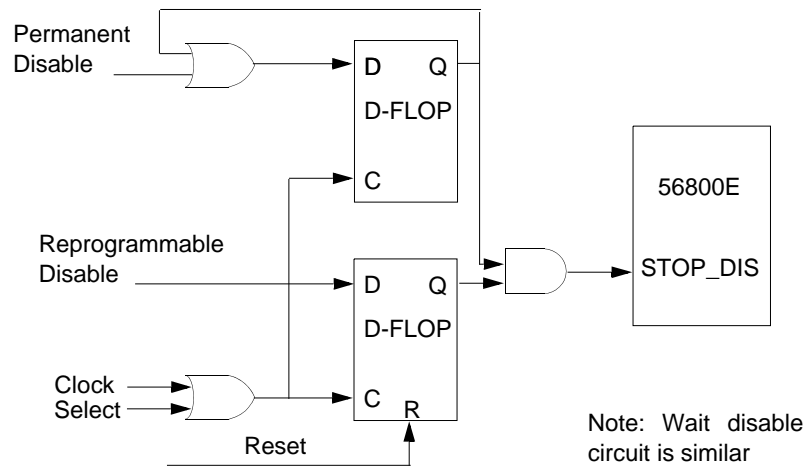 Permanent
Disable
D Q
D-FLOP
C
56800E
STOP_DIS
Reprogrammable
Disable
D Q
D-FLOP
C
R
Clock
Select
Reset
Note: Wait disable
circuit is similar